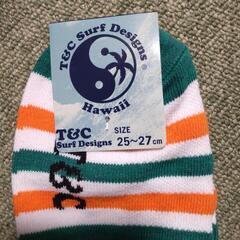 T&C Surf Designs
Hawaii
T&C
Surf Designs
SIZE
25~27cm
T&C